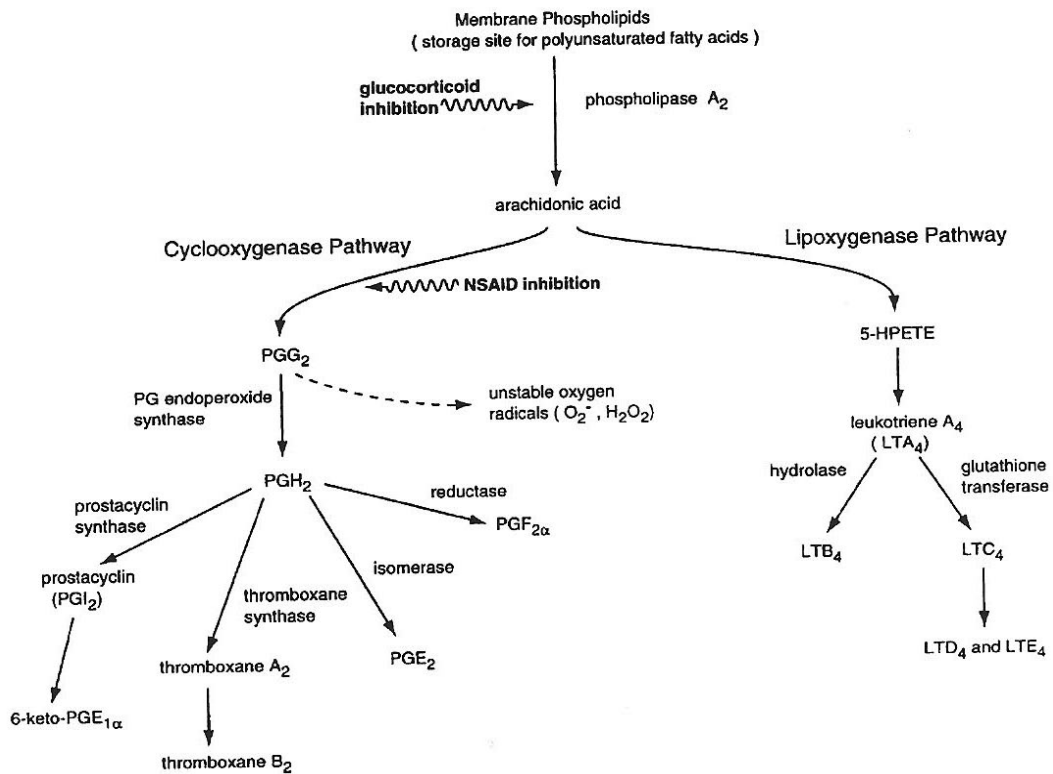 Membrane Phospholipids
( storage site for polyunsaturated fatty acids )
glucocorticoid
inhibition
phospholipase A₂
arachidonic acid
Cyclooxygenase Pathway
Lipoxygenase Pathway
NSAID inhibition
PGG₂
5-HPETE
PG endoperoxide
synthase
unstable oxygen
radicals ( O₂⁻ , H₂O₂)
leukotriene A₄
( LTA₄)
hydrolase
glutathione
transferase
PGH₂
reductase
prostacyclin
synthase
PGF₂α
LTB₄
LTC₄
isomerase
prostacyclin
(PGI₂)
thromboxane
synthase
thromboxane A₂
PGE₂
LTD₄ and LTE₄
6-keto-PGE₁α
thromboxane B₂